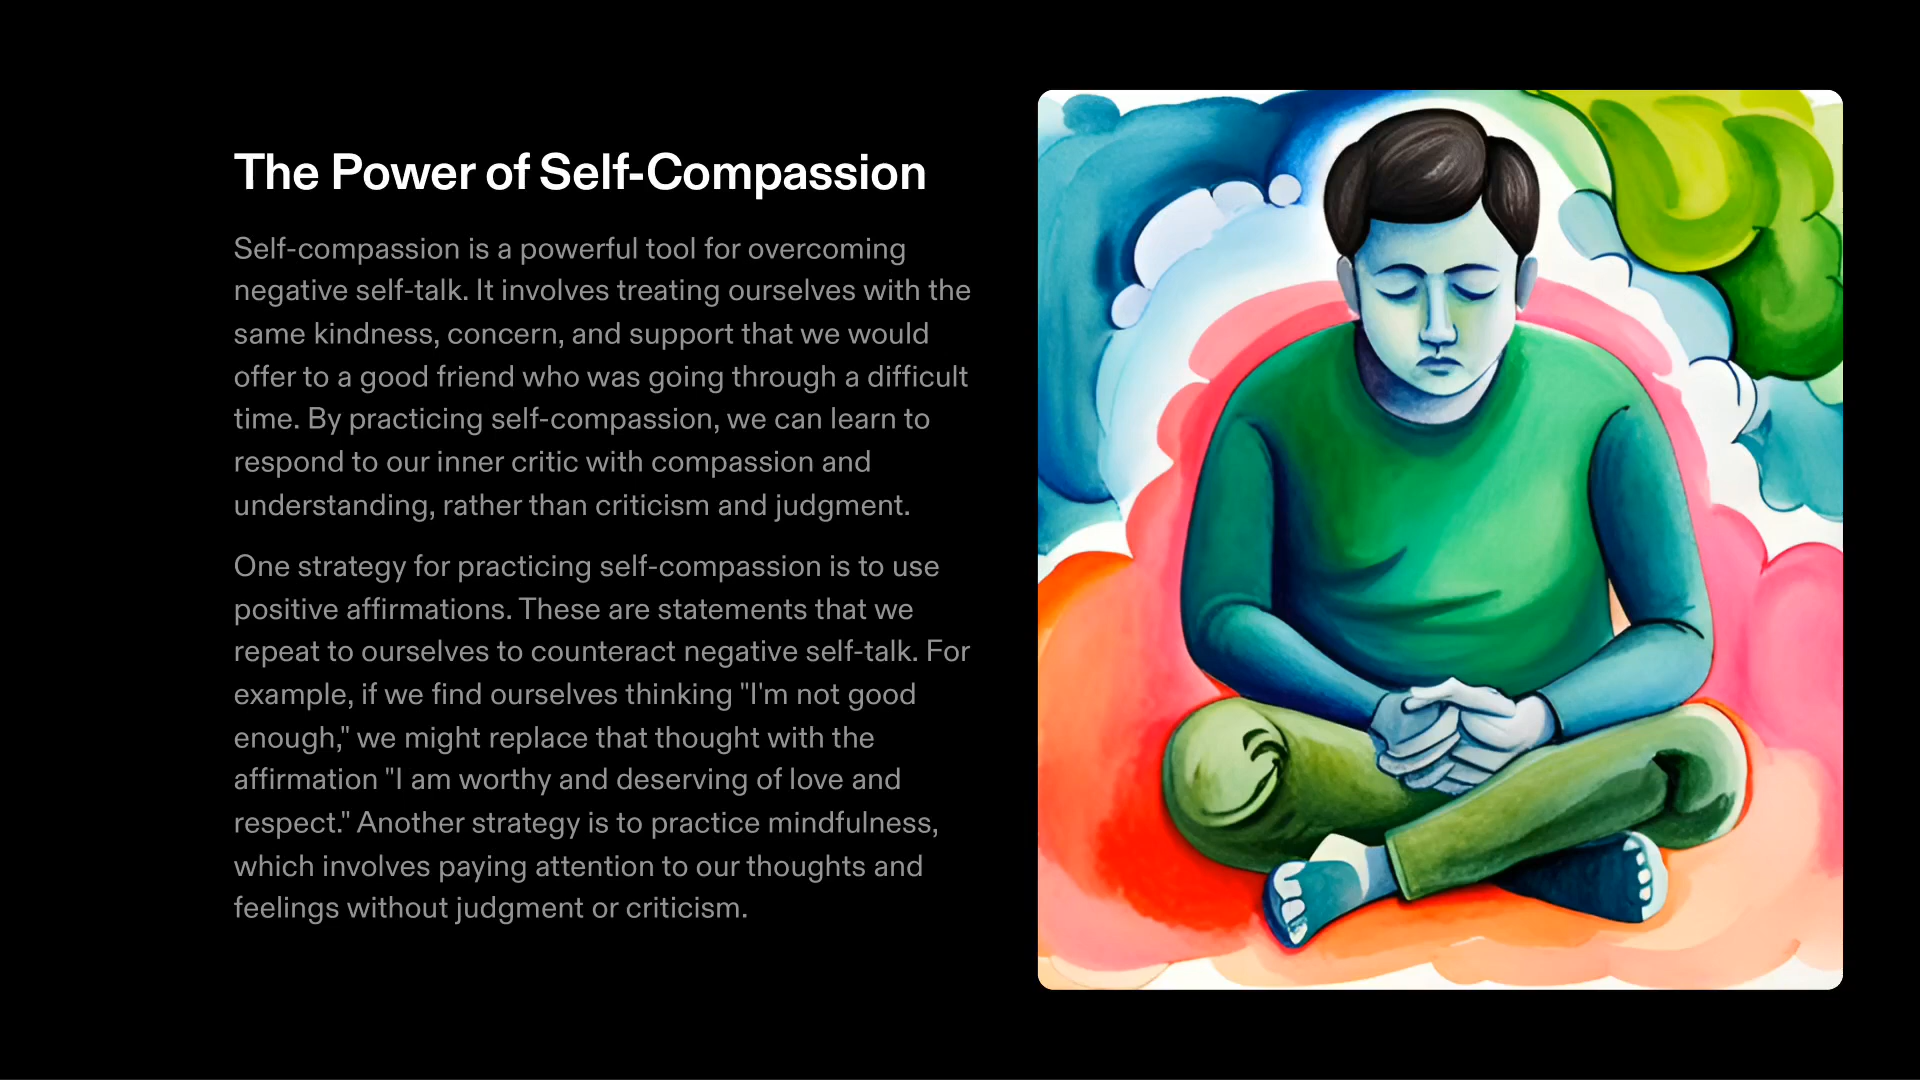 The Power of Self-Compassion
Self-compassion is a powerful tool for overcoming
negative self-talk. It involves treating ourselves with the
same kindness, concern, and support that we would
offer to a good friend who was going through a difficult
time. By practicing self-compassion, we can learn to
respond to our inner critic with compassion and
understanding, rather than criticism and judgment.
One strategy for practicing self-compassion is to use
positive affirmations. These are statements that we
repeat to ourselves to counteract negative self-talk. For
example, if we find ourselves thinking "I'm not good
enough," we might replace that thought with the
affirmation "I am worthy and deserving of love and
respect." Another strategy is to practice mindfulness,
which involves paying attention to our thoughts and
feelings without judgment or criticism.